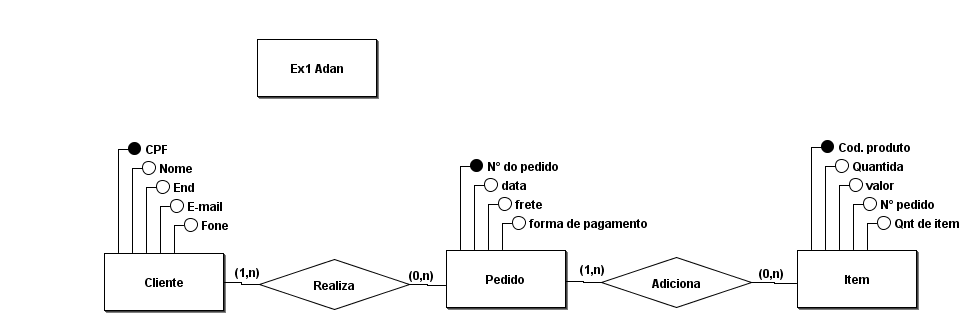 Ex1 Adan
CPF
Nome
End
E-mail
Fone
Cliente
(1,n)
Realiza
(0,n)
N° do pedido
data
frete
forma de pagamento
Pedido
(1,n)
Adiciona
(0,n)
Cod. produto
Quantida
valor
N° pedido
Qnt de item
Item